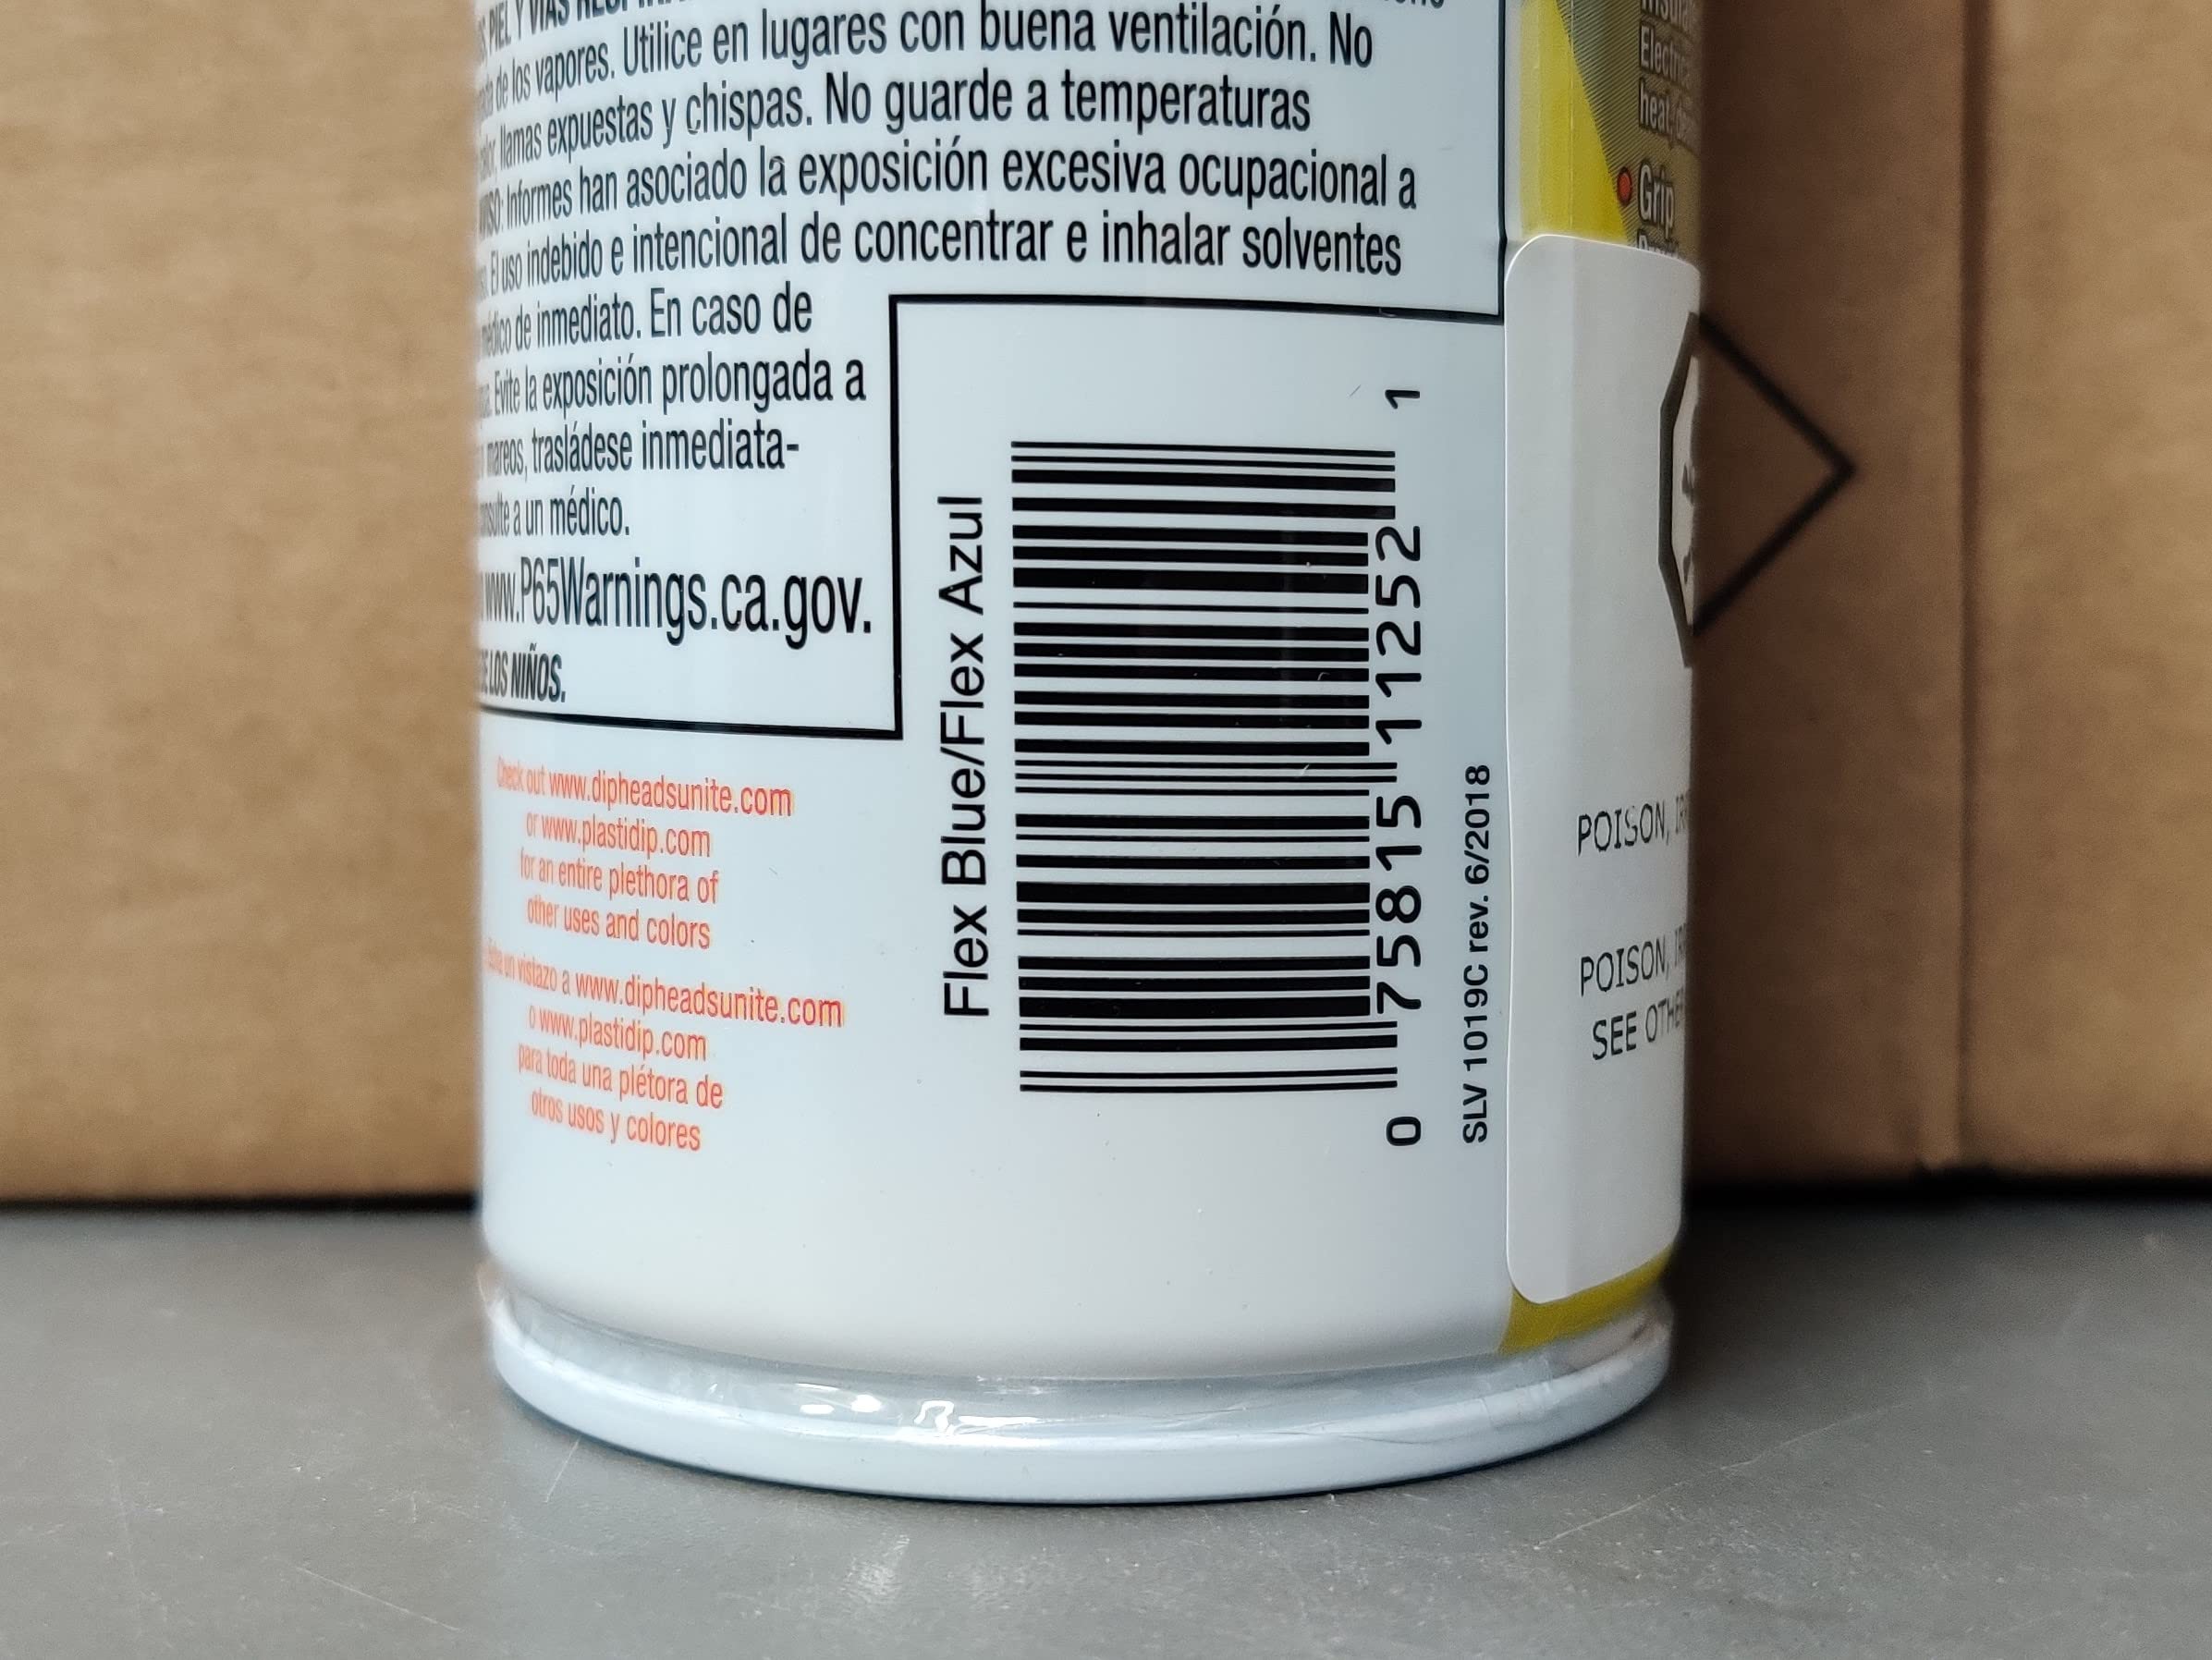 PIEL Y VÍAS
de los vapores. Utilice en lugares con buena ventilación. No
llamas expuestas y chispas. No guarde a temperaturas
Informes han asociado la exposición excesiva ocupacional a
El uso indebido e intencional de concentrar e inhalar solventes
médico de inmediato. En caso de
Evite la exposición prolongada a
mareos, trasládese inmediata-
a un médico.
www.P65Warnings.ca.gov.
LOS NIÑOS.
Check out www.dipheadsunite.com
or www.plastidip.com
for an entire plethora of
other uses and colors
un vistazo a www.dipheadsunite.com
o www.plastidip.com
para toda una plétora de
otros usos y colores
Flex Blue/Flex Azul
0 75815 11252 1
SLV 1019C rev. 6/2018
heat,
Grip
POISON,
POISON,
SEE